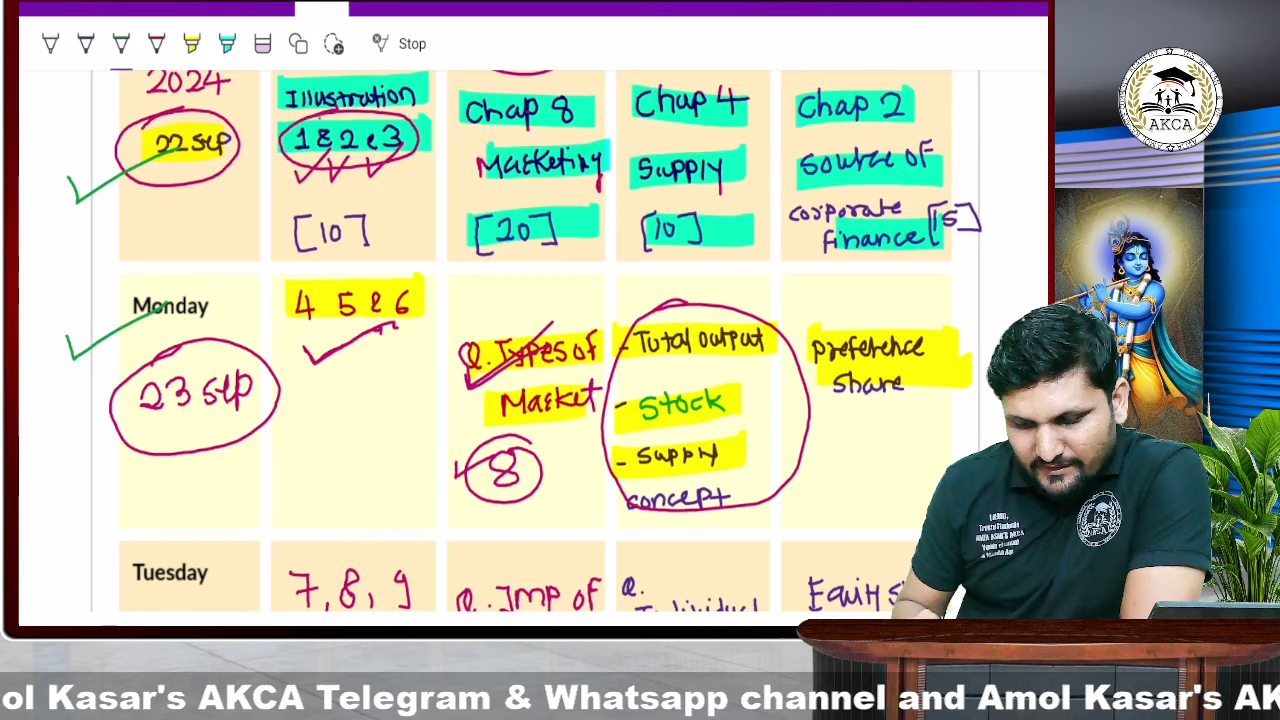 Stop
2024
Illustration
22 Sep
1 & 2 & 3
[10]
Chap 8
Marketing
[20]
Chap 4
Supply
[10]
Chap 2
Source of
corporate
finance [15]
Monday
23 Sep
4 5 & 6
Q. Types of
Market
8
- Total output
- Stock
- Supply
concept
preference
share
Tuesday
7, 8, 9
Q. Imp of
Q.
AKCA
ol Kasar's AKCA Telegram & Whatsapp channel and Amol Kasar's AK